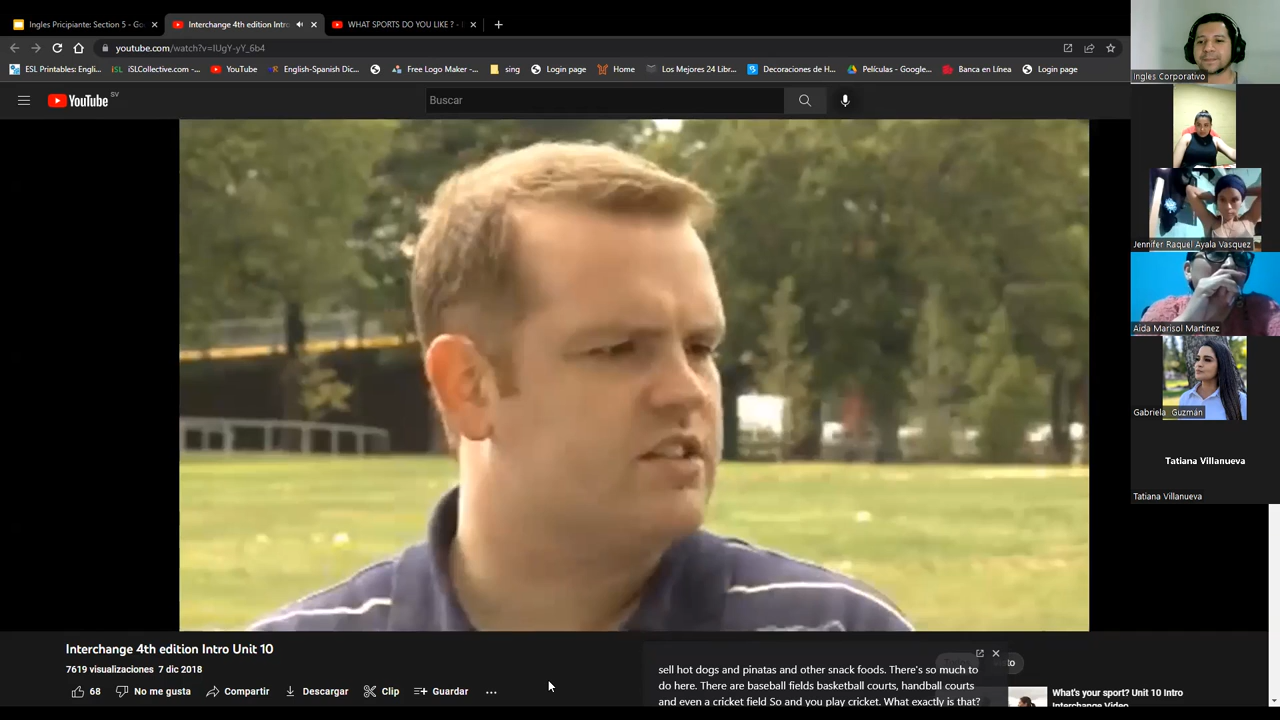 Ingles Pricipiante: Section 5 - Go
Interchange 4th edition Intro
WHAT SPORTS DO YOU LIKE ? -
youtube.com/watch?v=IUgY-yY_6b4
ESL Printables: Engli...
iSL
iSLCollective.com -...
YouTube
English-Spanish Dic...
Free Logo Maker -...
sing
Login page
Home
Los Mejores 24 Libr...
Decoraciones de H...
Películas - Google...
Banca en Línea
Login page
YouTube SV
Buscar
Ingles Corporativo
Jennifer Raquel Ayala Vasquez
Aida Marisol Martinez
Gabriela Guzmán
Tatiana Villanueva
Tatiana Villanueva
Interchange 4th edition Intro Unit 10
7619 visualizaciones 7 dic 2018
68 No me gusta Compartir Descargar Clip Guardar
sell hot dogs and pinatas and other snack foods. There's so much to
do here. There are baseball fields basketball courts, handball courts
and even a cricket field So and you play cricket. What exactly is that?
What's your sport? Unit 10 Intro
Interchange Video